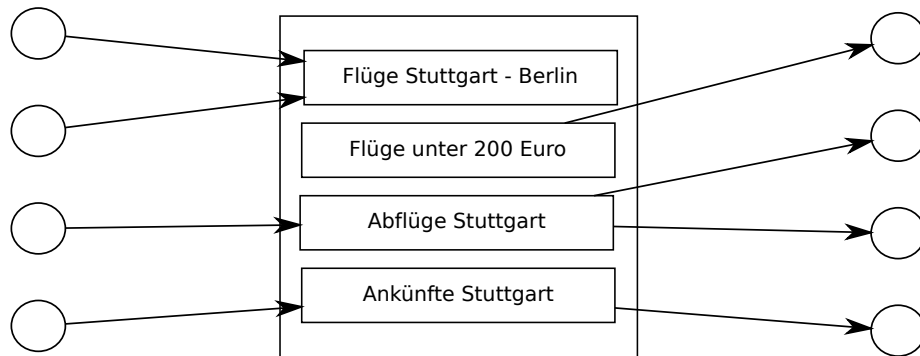 Flüge Stuttgart - Berlin
Flüge unter 200 Euro
Abflüge Stuttgart
Ankünfte Stuttgart